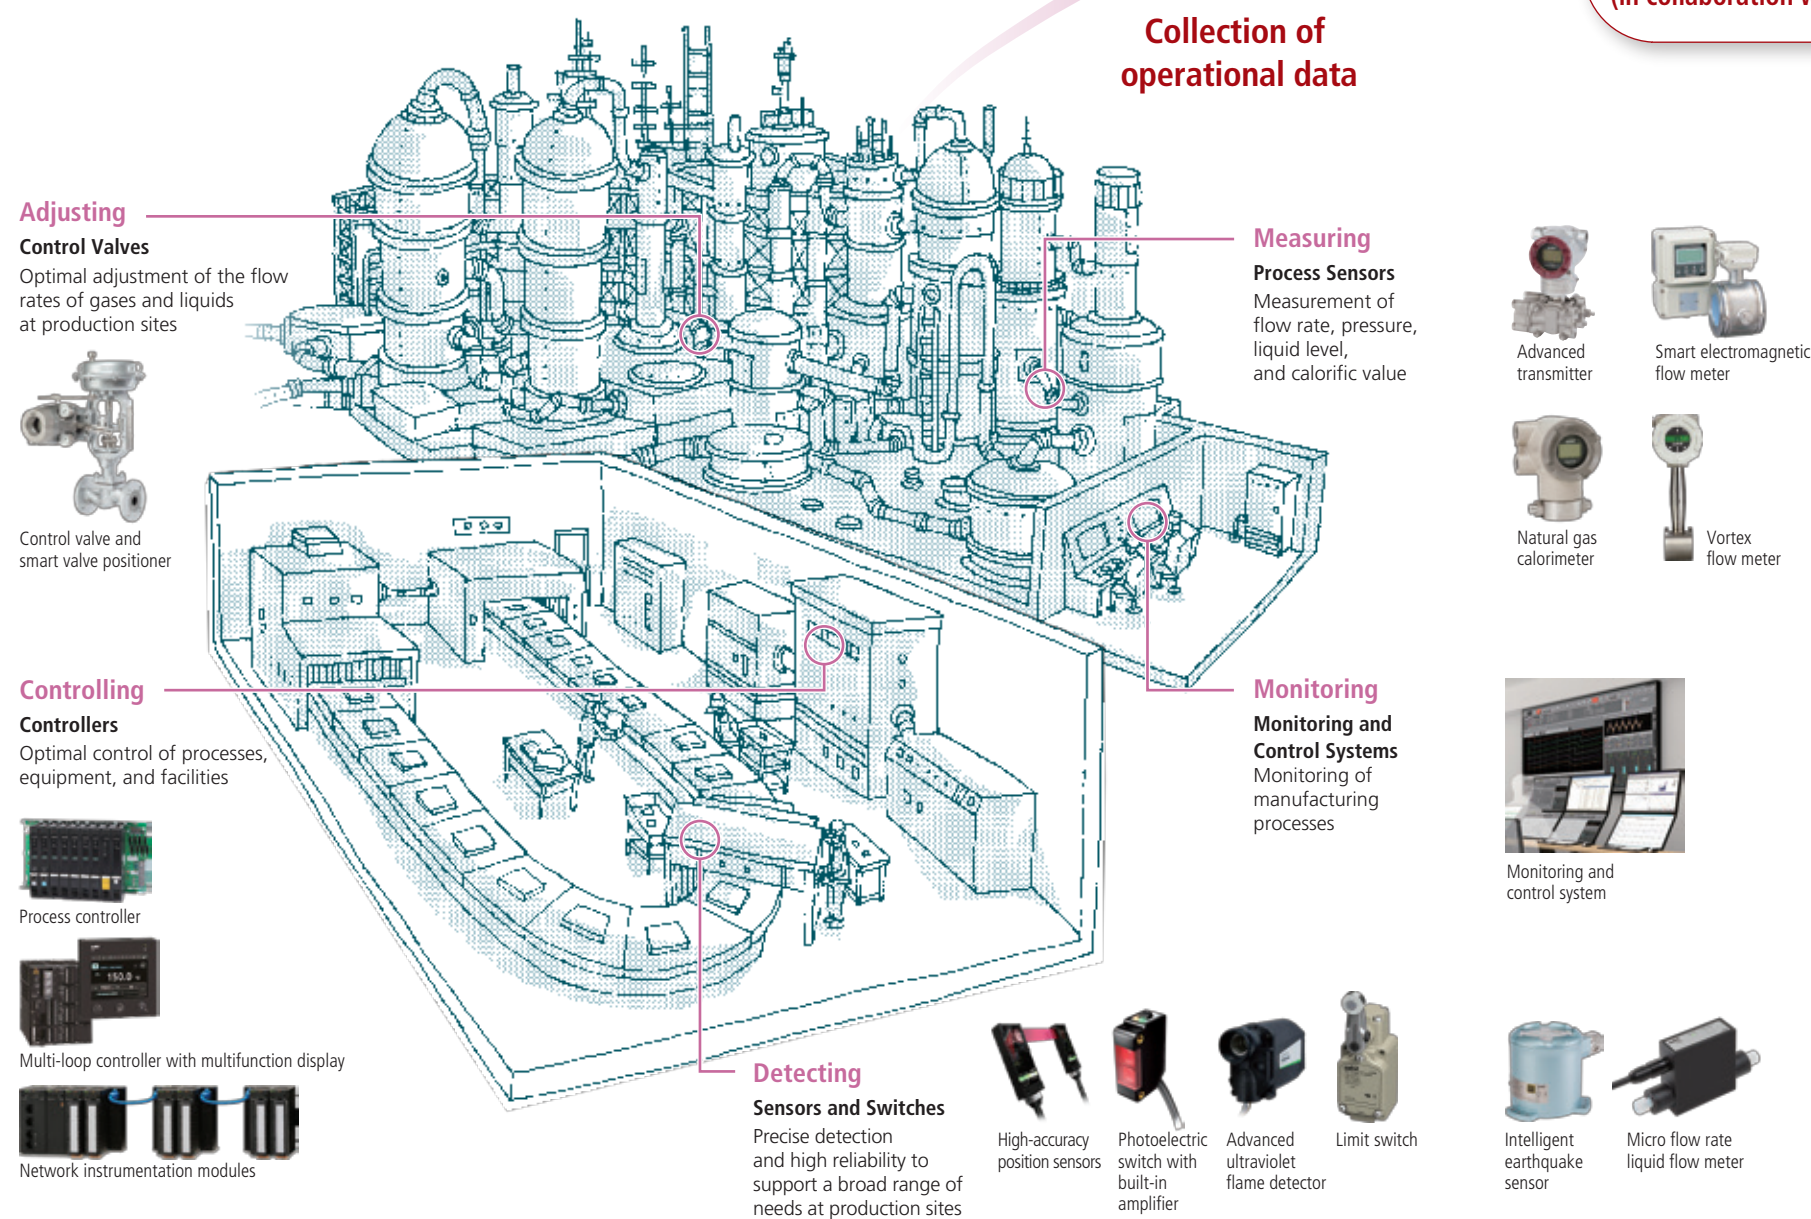 (in collaboration
Collection of
operational data
Adjusting
Control Valves
Optimal adjustment of the flow
rates of gases and liquids
at production sites
Control valve and
smart valve positioner
Measuring
Process Sensors
Measurement of
flow rate, pressure,
liquid level,
and calorific value
Advanced
transmitter
Smart electromagnetic
flow meter
Natural gas
calorimeter
Vortex
flow meter
Controlling
Controllers
Optimal control of processes,
equipment, and facilities
Process controller
150.0
Multi-loop controller with multifunction display
Network instrumentation modules
Monitoring
Monitoring and
Control Systems
Monitoring of
manufacturing
processes
Monitoring and
control system
Detecting
Sensors and Switches
Precise detection
and high reliability to
support a broad range of
needs at production sites
High-accuracy
position sensors
Photoelectric
switch with
built-in
amplifier
Advanced
ultraviolet
flame detector
Limit switch
Intelligent
earthquake
sensor
Micro flow rate
liquid flow meter